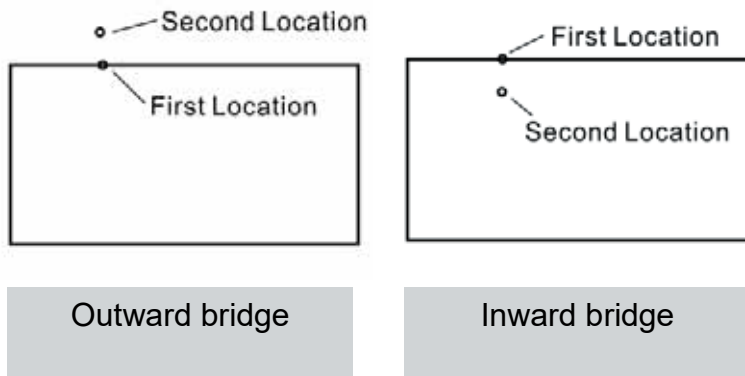 Second Location
First Location
Outward bridge
First Location
Second Location
Inward bridge